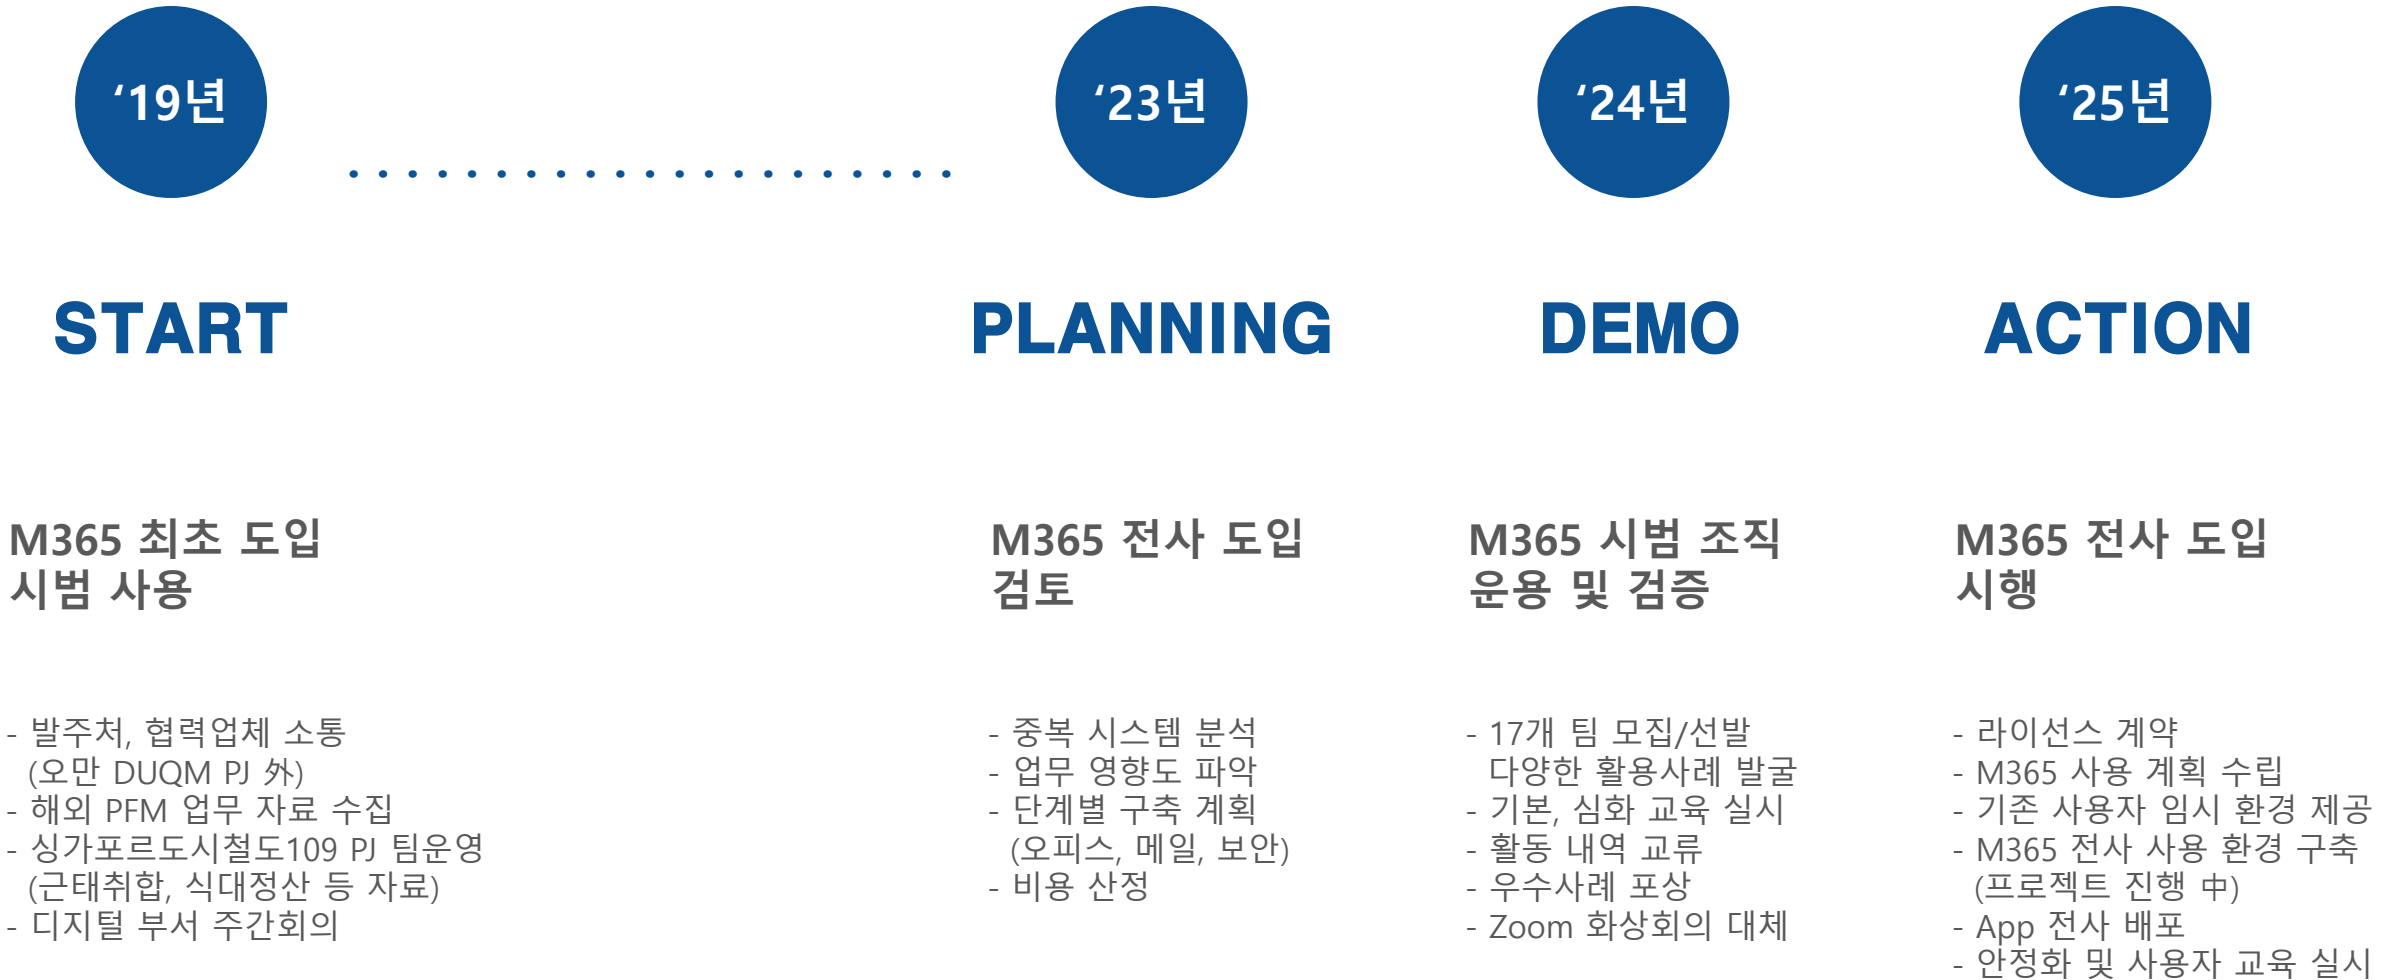 ‘19년
START
M365 최초 도입
시범 사용
- 발주처, 협력업체 소통
(오만 DUQM PJ 外)
- 해외 PFM 업무 자료 수집
- 싱가포르도시철도109 PJ 팀운영
(근태취합, 식대정산 등 자료)
- 디지털 부서 주간회의
‘23년
PLANNING
M365 전사 도입
검토
- 중복 시스템 분석
- 업무 영향도 파악
- 단계별 구축 계획
(오피스, 메일, 보안)
- 비용 산정
‘24년
DEMO
M365 시범 조직
운용 및 검증
- 17개 팀 모집/선발
다양한 활용사례 발굴
- 기본, 심화 교육 실시
- 활동 내역 교류
- 우수사례 포상
- Zoom 화상회의 대체
‘25년
ACTION
M365 전사 도입
시행
- 라이선스 계약
- M365 사용 계획 수립
- 기존 사용자 임시 환경 제공
- M365 전사 사용 환경 구축
(프로젝트 진행 中)
- App 전사 배포
- 안정화 및 사용자 교육 실시